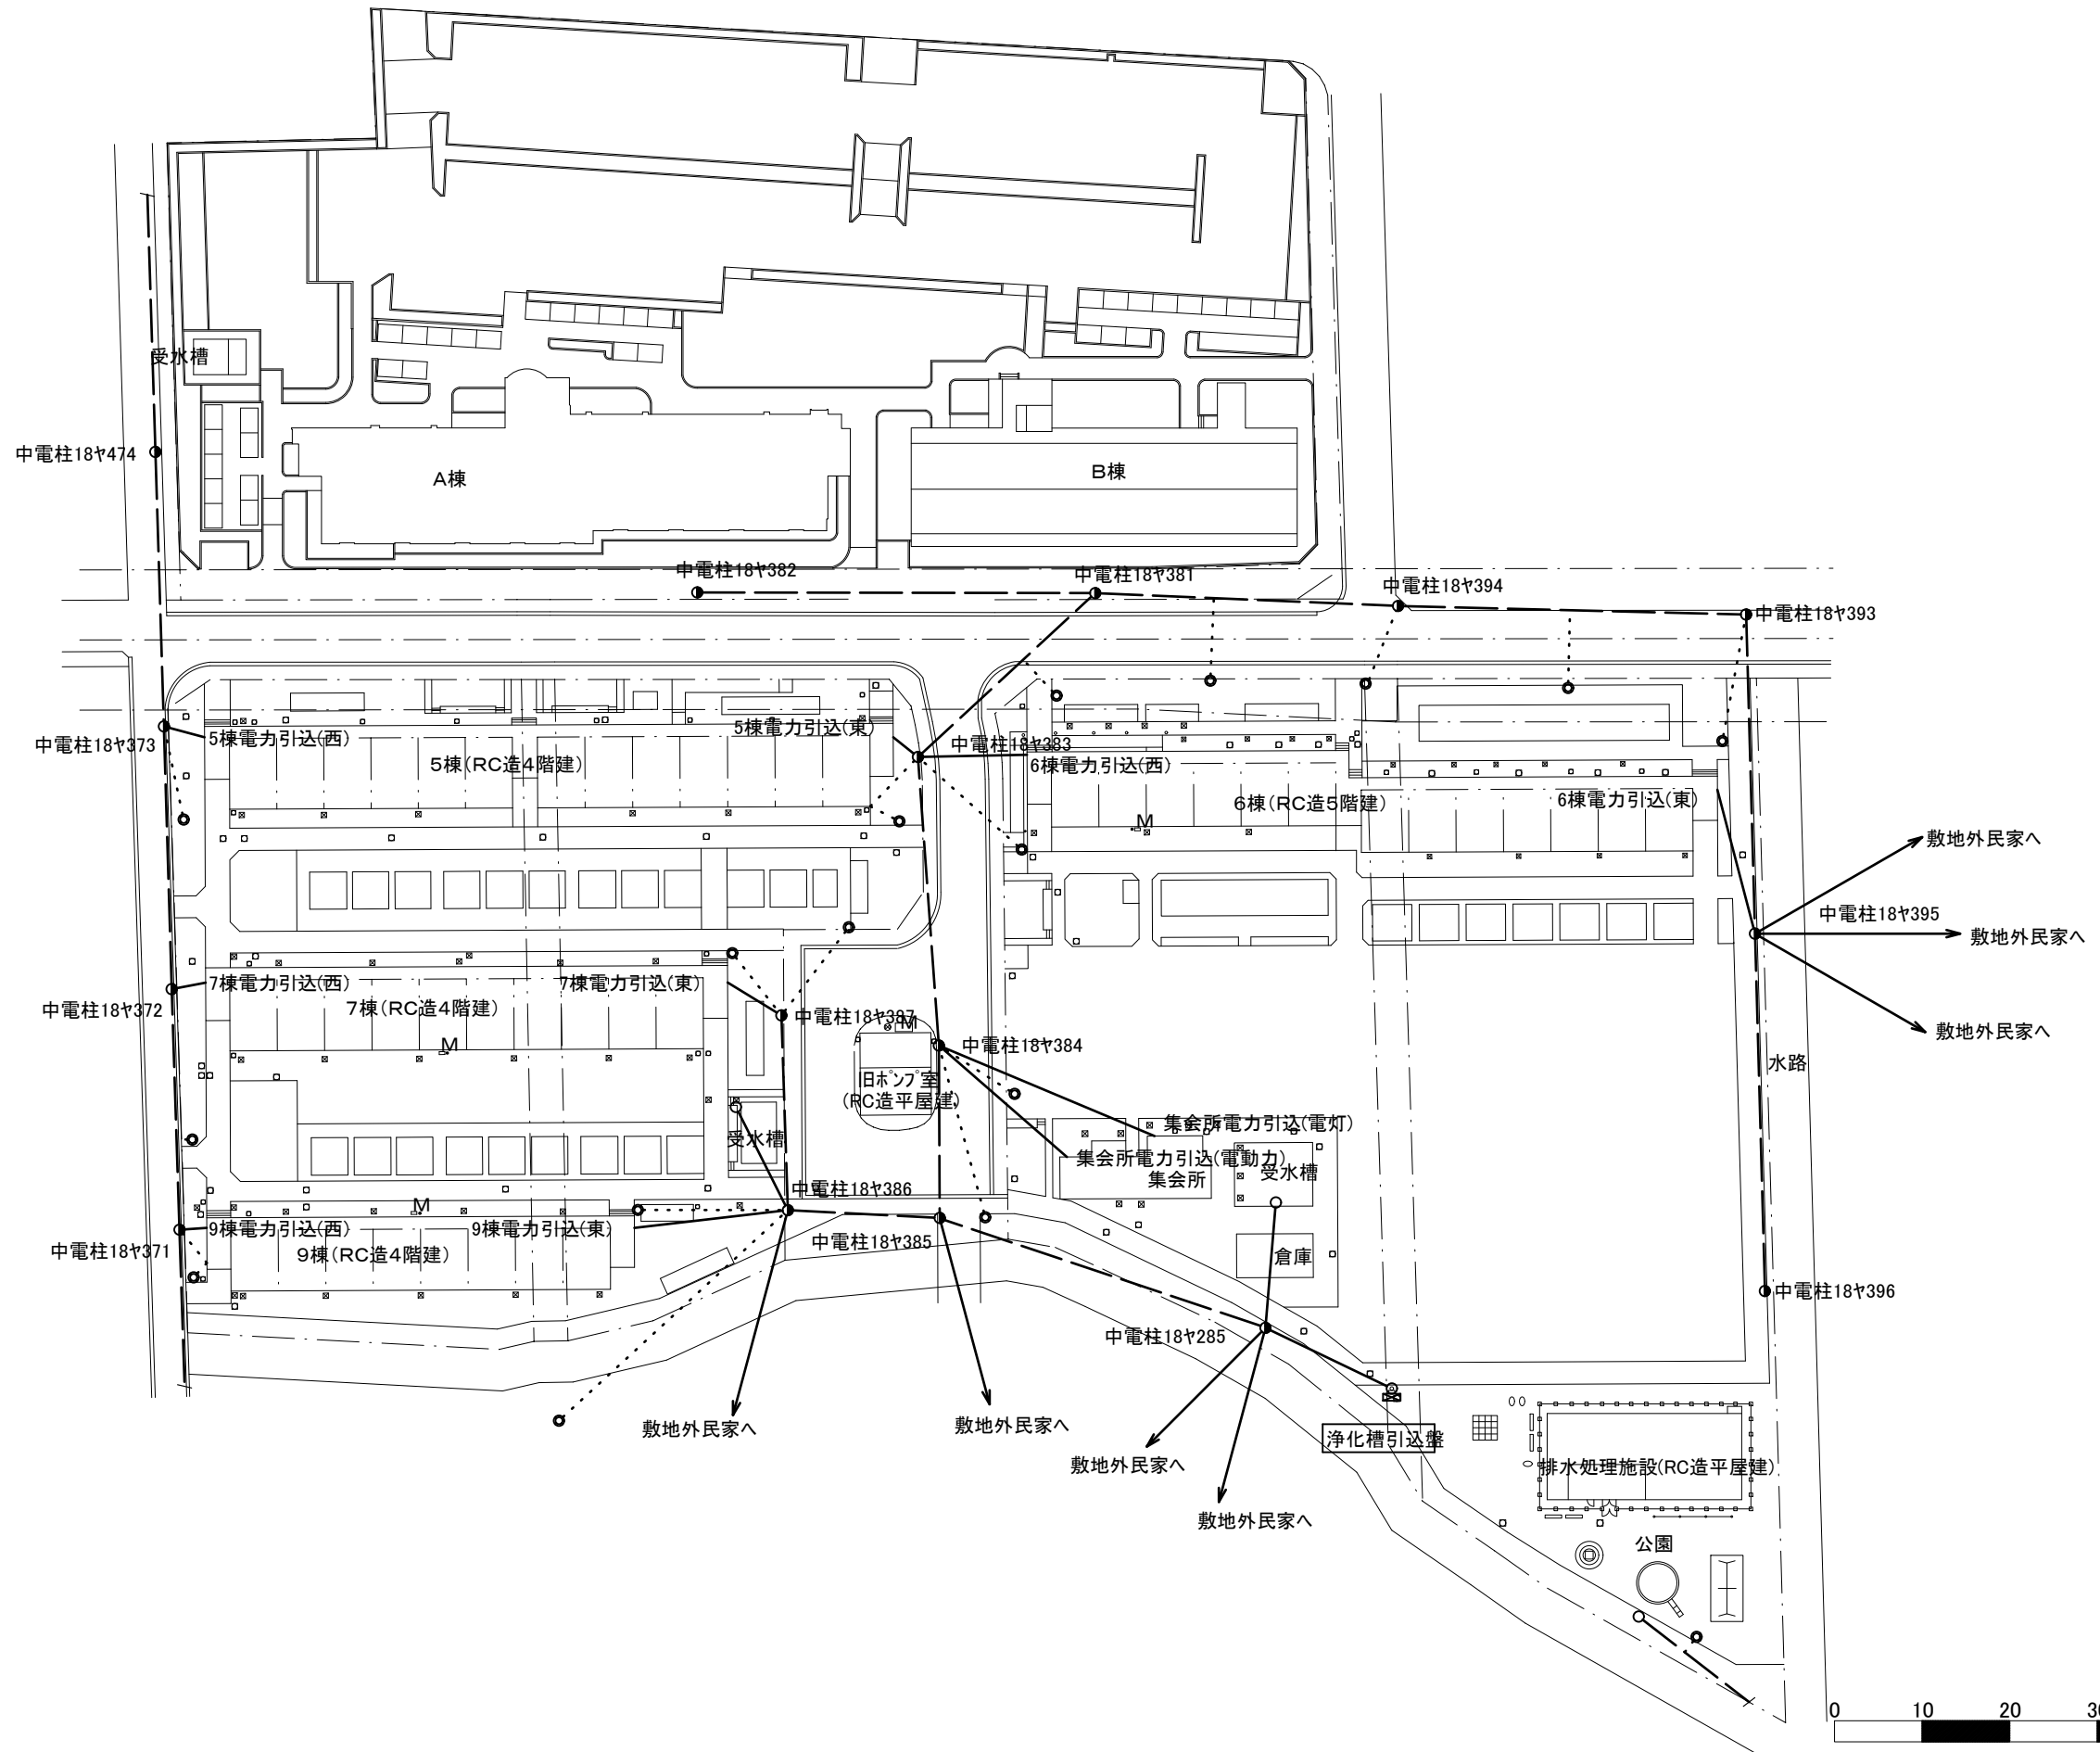 受水槽
中電柱18ヤ474
A棟
B棟
中電柱18ヤ382
中電柱18ヤ381
中電柱18ヤ394
中電柱18ヤ393
中電柱18ヤ373
5棟電力引込(西)
5棟電力引込(東)
中電柱18ヤ383
5棟(RC造4階建)
6棟電力引込(西)
6棟(RC造5階建)
6棟電力引込(東)
M
敷地外民家へ
中電柱18ヤ395
敷地外民家へ
敷地外民家へ
中電柱18ヤ372
7棟電力引込(西)
7棟電力引込(東)
7棟(RC造4階建)
M
中電柱18ヤ387
M
中電柱18ヤ384
水路
旧ポンプ室
(RC造平屋建)
受水槽
集会所電力引込(電灯)
集会所電力引込(電動力)
集会所
受水槽
中電柱18ヤ386
M
中電柱18ヤ371
9棟電力引込(西)
9棟電力引込(東)
9棟(RC造4階建)
中電柱18ヤ385
倉庫
中電柱18ヤ396
中電柱18ヤ285
敷地外民家へ
敷地外民家へ
敷地外民家へ
敷地外民家へ
浄化槽引込盤
排水処理施設(RC造平屋建)
公園
0 10 20